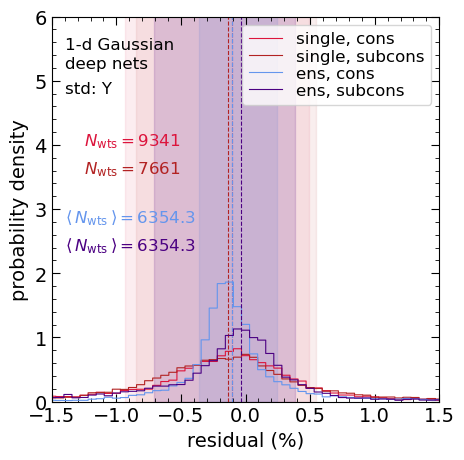 1-d Gaussian
deep nets
std: Y
single, cons
single, subcons
ens, cons
ens, subcons
N_wts = 9341
N_wts = 7661
⟨N_wts⟩ = 6354.3
⟨N_wts⟩ = 6354.3
probability density
6
5
4
3
2
1
0
−1.5 −1.0 −0.5 0.0 0.5 1.0 1.5
residual (%)